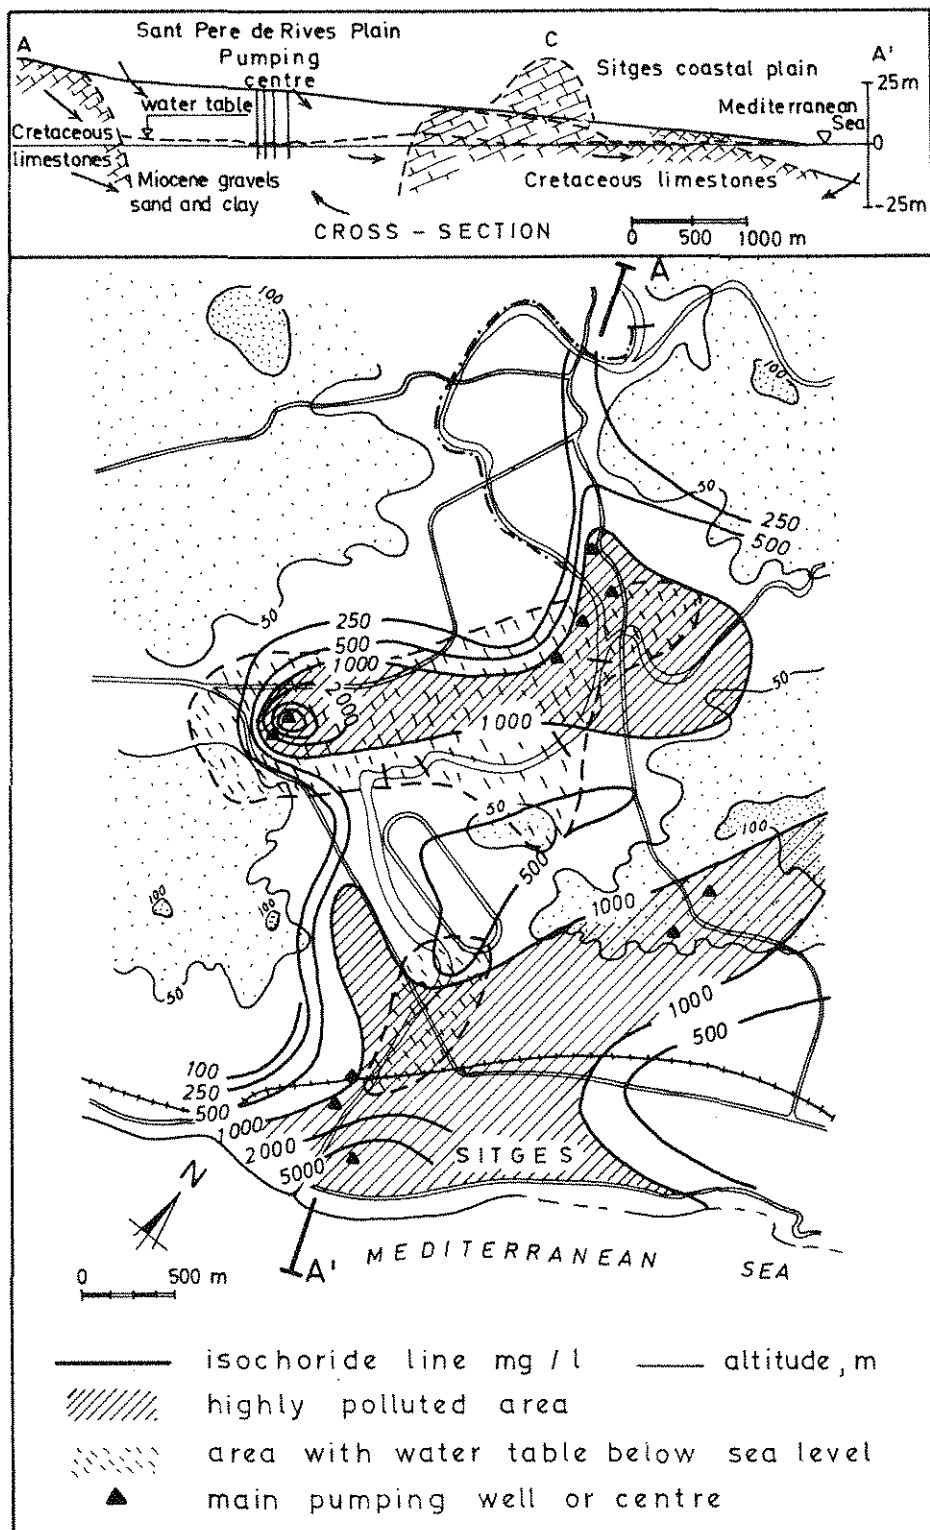 Sant Pere de Rives Plain
A
Pumping centre
C
Sitges coastal plain
A'
25m
water table
Mediterranean Sea
0
Cretaceous limestones
Miocene gravels sand and clay
Cretaceous limestones
-25m
CROSS-SECTION
0 500 1000 m
A
100
100
50
250
500
50
250
500
1000
2000
50
1000
50
100
500
1000
100
100
50
1000
500
100
250
500
1000
2000
5000
SITGES
N
A'
MEDITERRANEAN SEA
0 500 m
isochoride line mg/l
altitude, m
highly polluted area
area with water table below sea level
main pumping well or centre